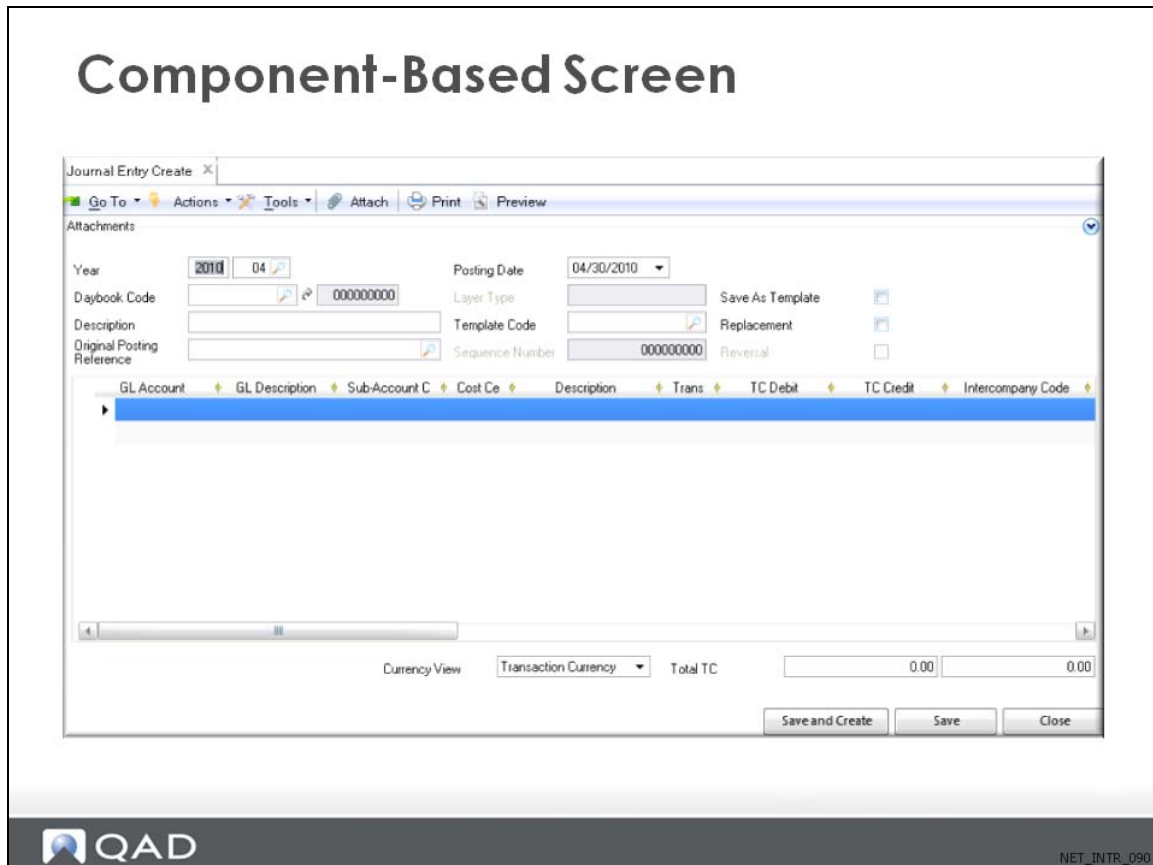 Component-Based Screen
Journal Entry Create
Go To Actions Tools Attach Print Preview
Attachments
Year 2010 04 Posting Date 04/30/2010
Daybook Code 000000000 Layer Type Save As Template
Description Template Code Replacement
Original Posting Reference Sequence Number 000000000 Reversal
GL Account GL Description Sub-Account C Cost Ce Description Trans TC Debit TC Credit Intercompany Code
Currency View Transaction Currency Total TC 0.00 0.00
Save and Create Save Close
QAD
NET_INTR_090